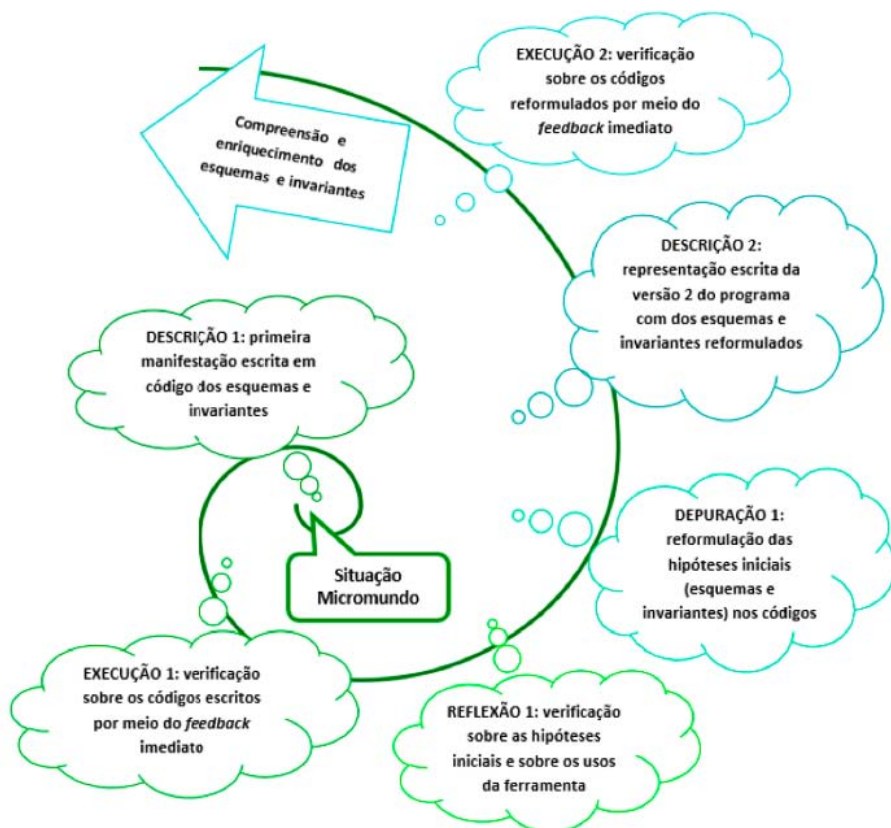 EXECUÇÃO 2: verificação
sobre os códigos
reformulados por meio do
feedback imediato
Compreensão e
enriquecimento dos
esquemas e invariantes
DESCRIÇÃO 2:
representação escrita da
versão 2 do programa
com dos esquemas e
invariantes reformulados
DESCRIÇÃO 1: primeira
manifestação escrita em
código dos esquemas e
invariantes
DEPURAÇÃO 1:
reformulação das
hipóteses iniciais
(esquemas e
invariantes) nos códigos
Situação
Micromundo
EXECUÇÃO 1: verificação
sobre os códigos escritos
por meio do feedback
imediato
REFLEXÃO 1: verificação
sobre as hipóteses
iniciais e sobre os usos
da ferramenta